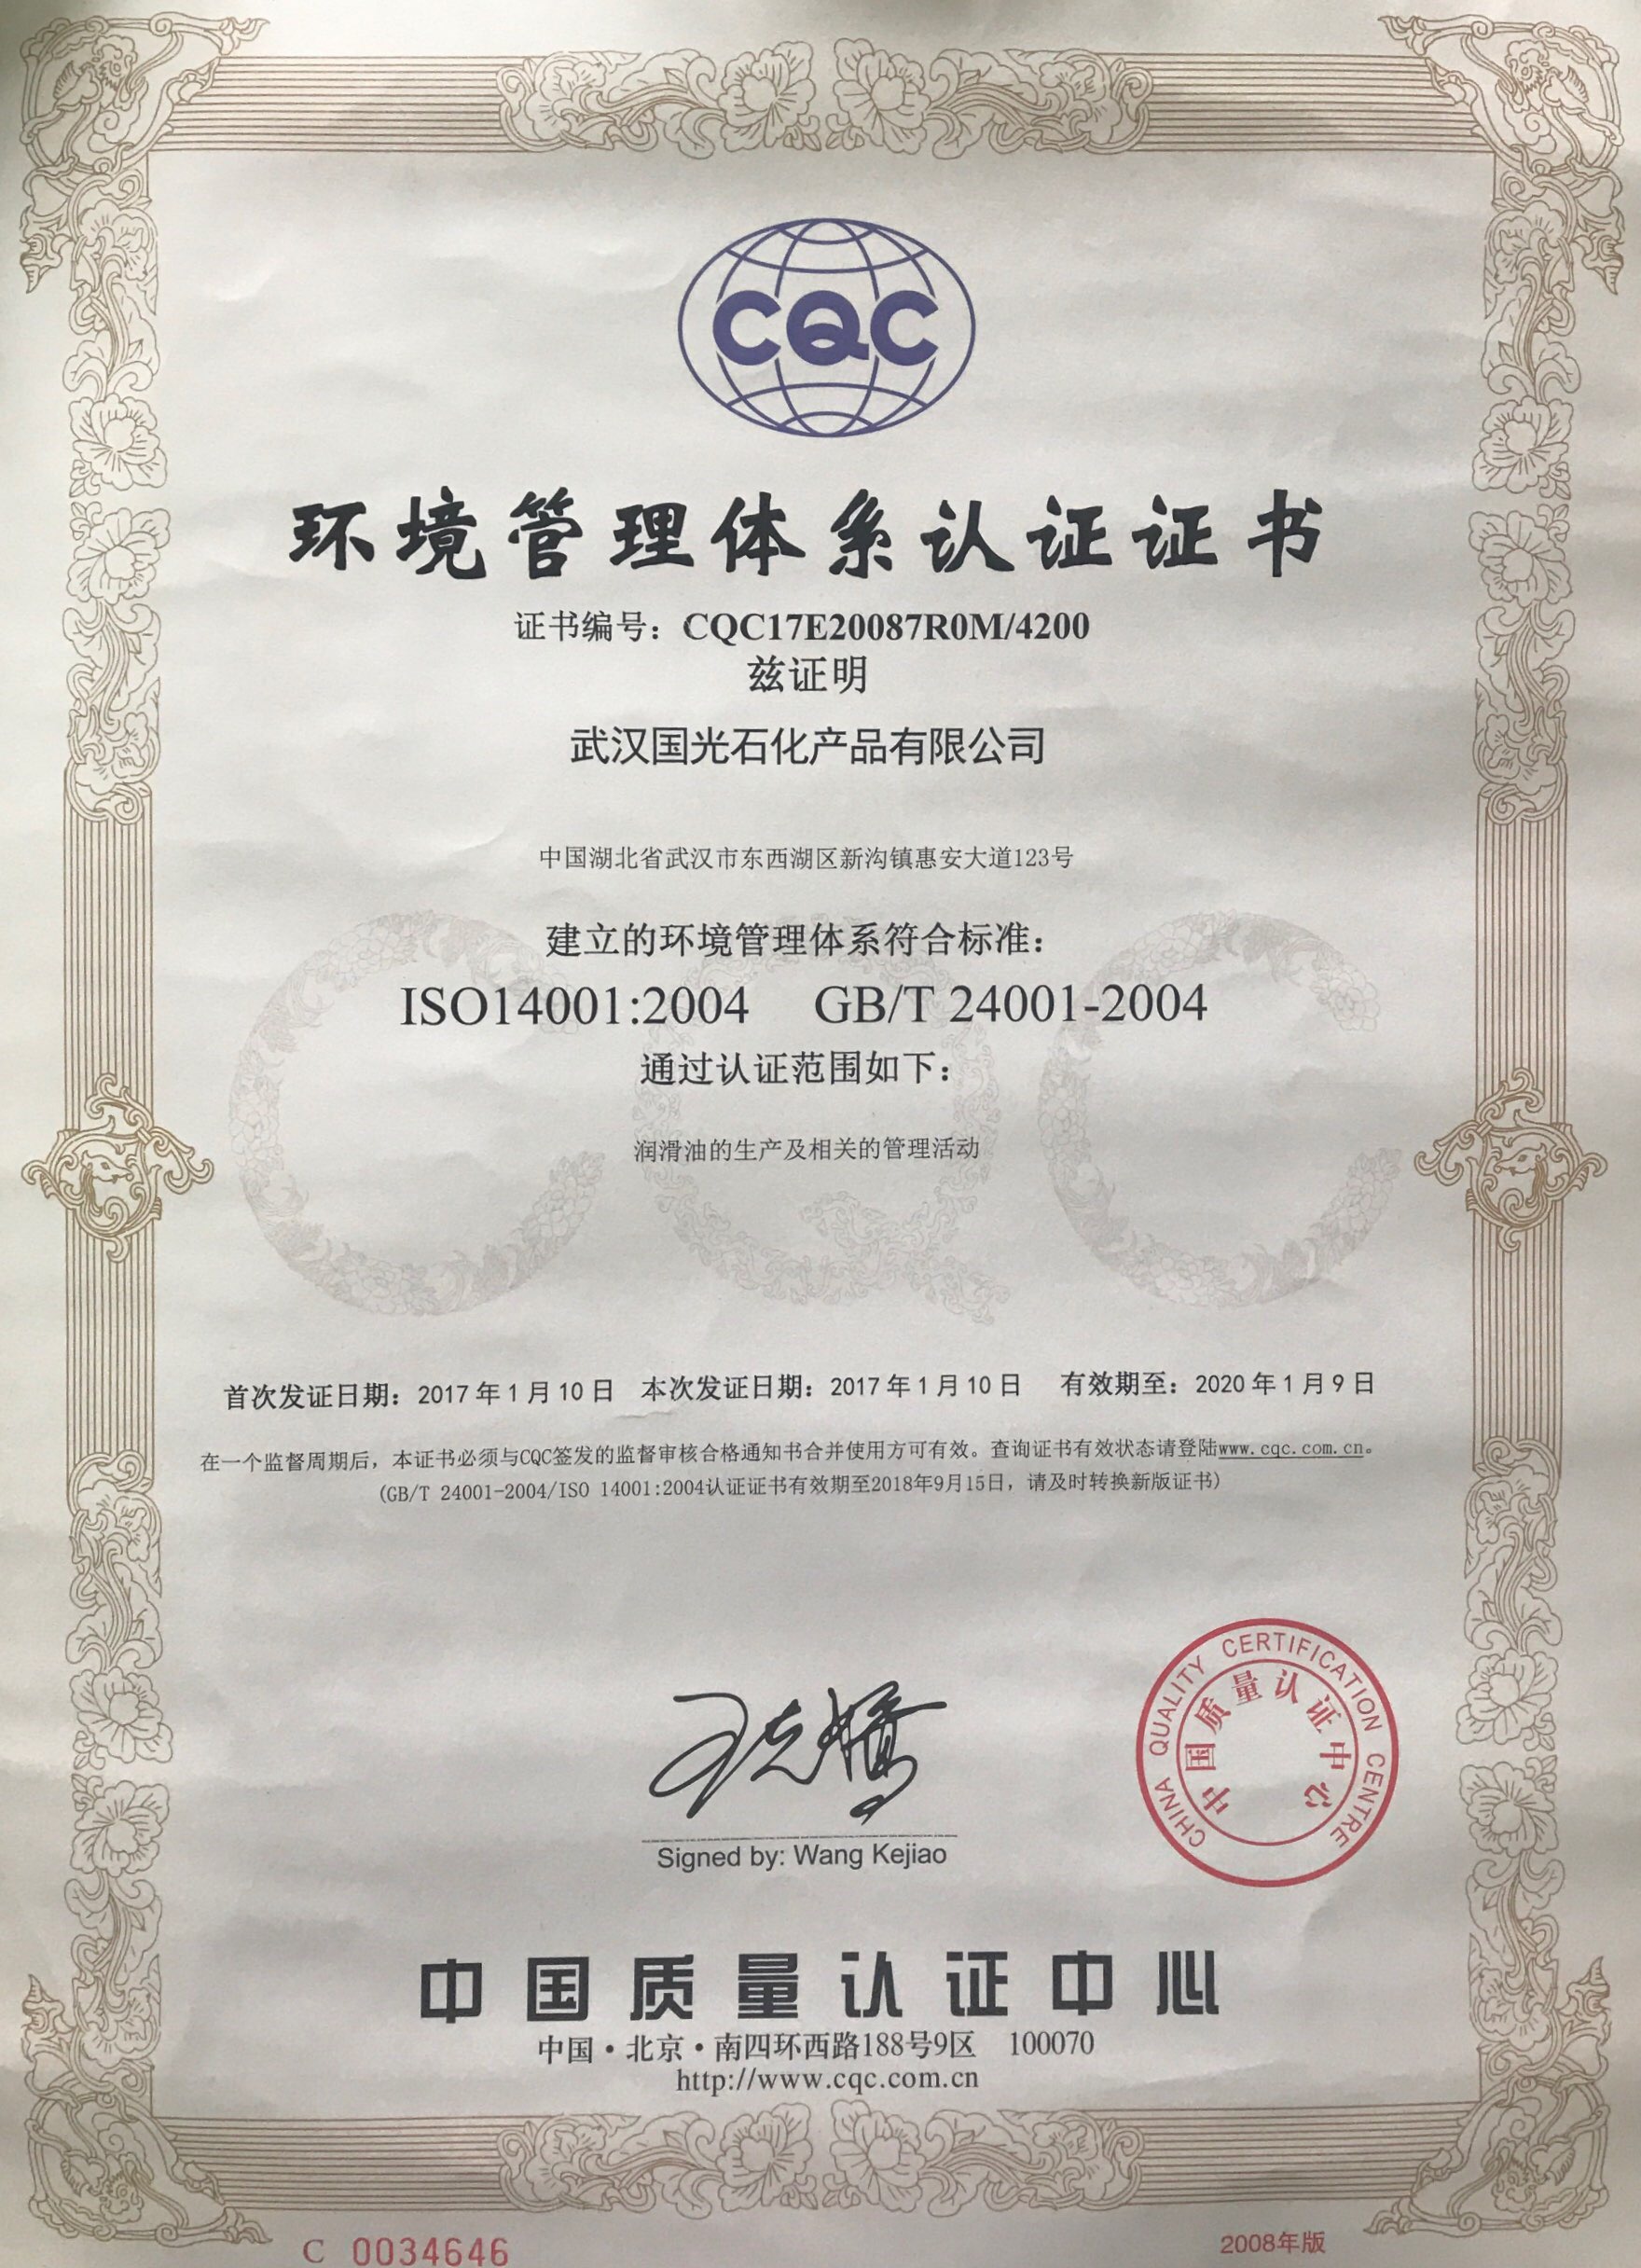 CQC
环境管理体系认证证书
证书编号：CQC17E20087R0M/4200
兹证明
武汉国光石化产品有限公司
中国湖北省武汉市东西湖区新沟镇惠安大道123号
建立的环境管理体系符合标准：
ISO14001:2004 GB/T 24001-2004
通过认证范围如下：
润滑油的生产及相关的管理活动
首次发证日期：2017年1月10日 本次发证日期：2017年1月10日 有效期至：2020年1月9日
在一个监督周期后，本证书必须与CQC签发的监督审核合格通知书合并使用方可有效。查询证书有效状态请登陆www.cqc.com.cn。
(GB/T 24001-2004/ISO 14001:2004认证证书有效期至2018年9月15日，请及时转换新版证书)
CHINA QUALITY CERTIFICATION CENTRE
中国质量认证中心
Signed by: Wang Kejiao
中国质量认证中心
中国·北京·南四环西路188号9区 100070
http://www.cqc.com.cn
C 0034646
2008年版